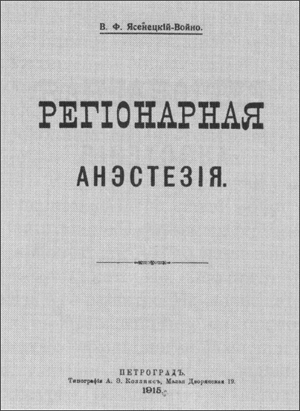 В. Ф. Ясенецкій-Войно.
РЕГІОНАРНАЯ
АНЭСТЕЗІЯ.
ПЕТРОГРАДЪ.
Типографія А. Э. Коллинсъ, Малая Дворянская 19.
1915.